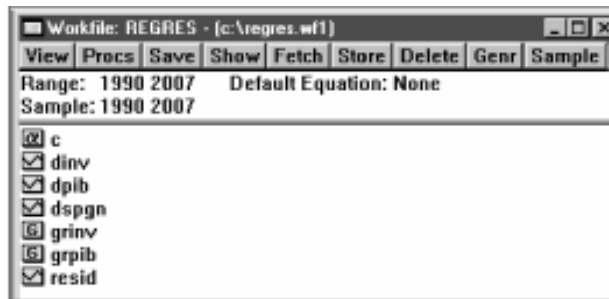 Workfile: REGRES - (c:\regres.wf1)
View Procs Save Show Fetch Store Delete Genr Sample
Range: 1990 2007 Default Equation: None
Sample: 1990 2007
α c
dinv
dpib
dspgn
G grinv
G grpib
resid